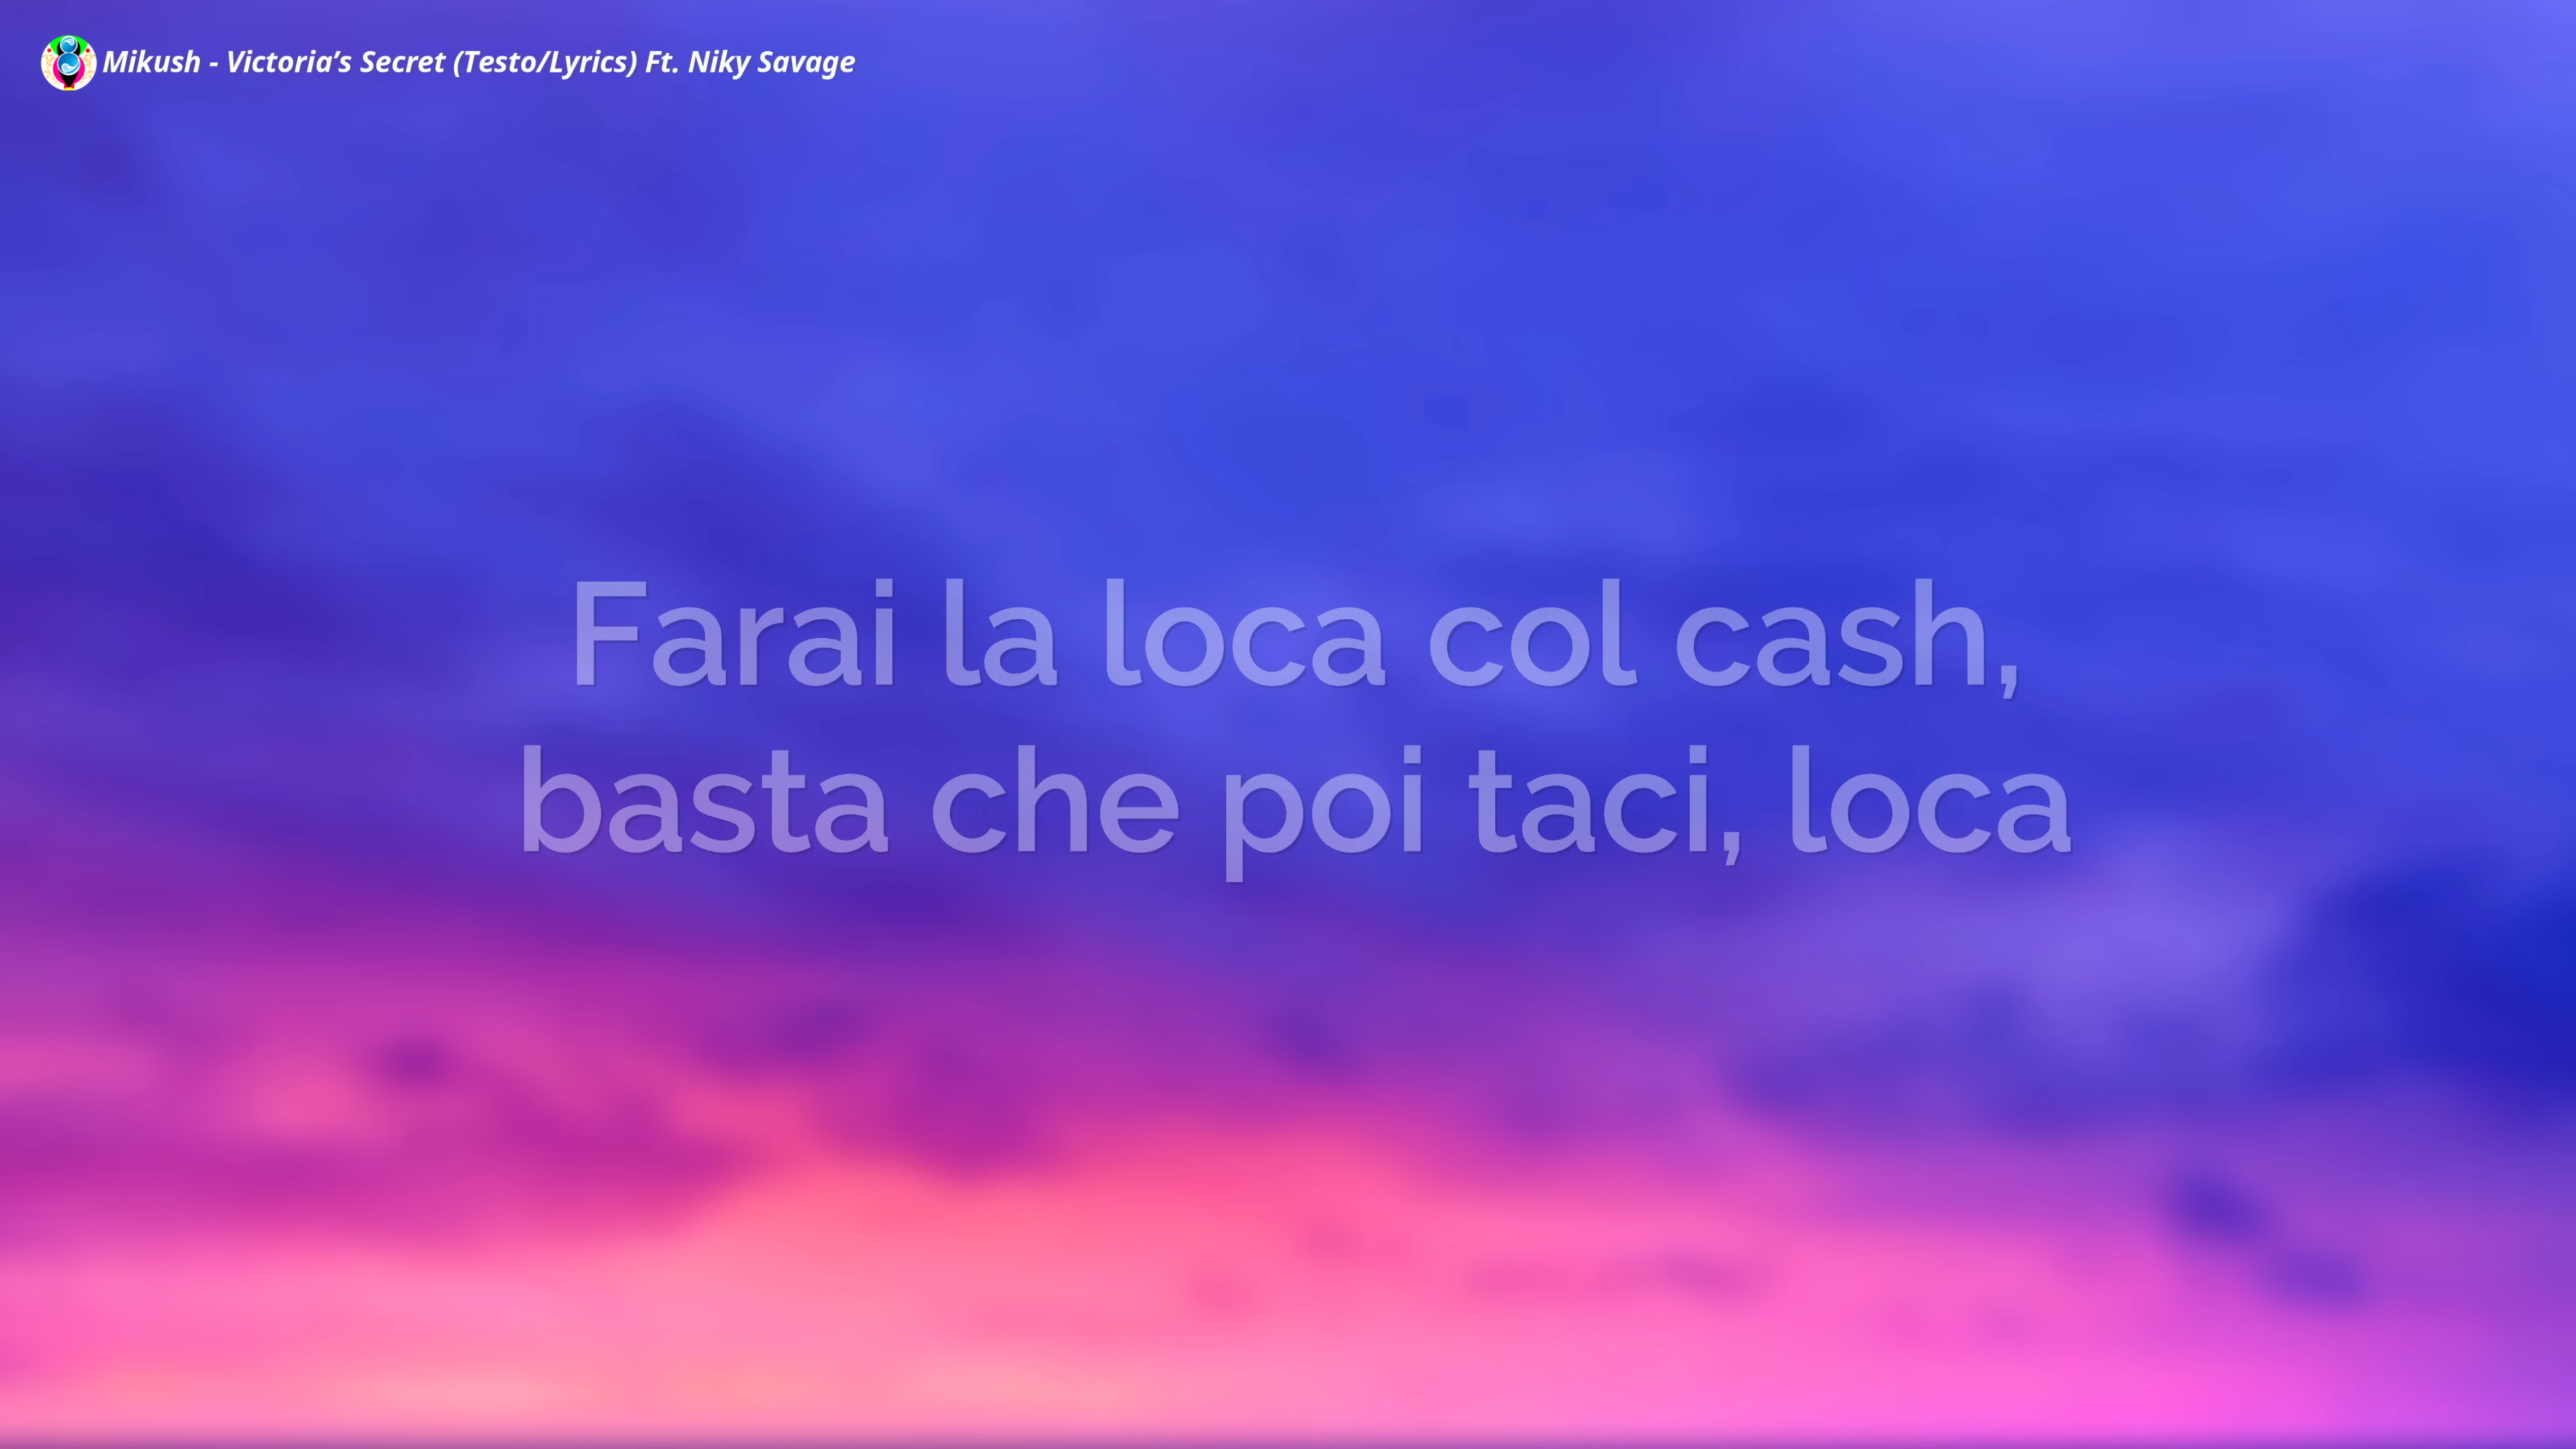 Mikush - Victoria’s Secret (Testo/Lyrics) Ft. Niky Savage
Farai la loca col cash,
basta che poi taci, loca